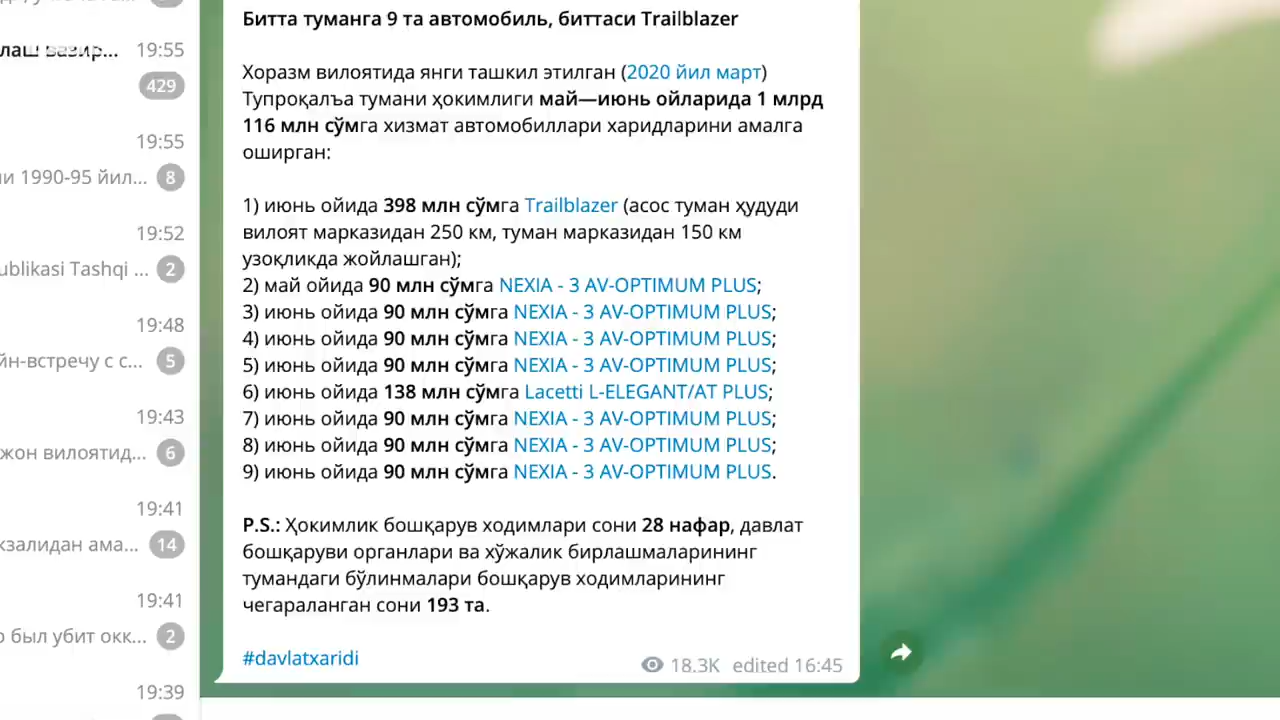 Битта туманга 9 та автомобиль, биттаси Trailblazer
Хоразм вилоятида янги ташкил этилган (2020 йил март)
Тупроқалъа тумани ҳокимлиги май—июнь ойларида 1 млрд
116 млн сўмга хизмат автомобиллари харидларини амалга
оширган:
1) июнь ойида 398 млн сўмга Trailblazer (асос туман ҳудуди
вилоят марказидан 250 км, туман марказидан 150 км
узоқликда жойлашган);
2) май ойида 90 млн сўмга NEXIA - 3 AV-OPTIMUM PLUS;
3) июнь ойида 90 млн сўмга NEXIA - 3 AV-OPTIMUM PLUS;
4) июнь ойида 90 млн сўмга NEXIA - 3 AV-OPTIMUM PLUS;
5) июнь ойида 90 млн сўмга NEXIA - 3 AV-OPTIMUM PLUS;
6) июнь ойида 138 млн сўмга Lacetti L-ELEGANT/AT PLUS;
7) июнь ойида 90 млн сўмга NEXIA - 3 AV-OPTIMUM PLUS;
8) июнь ойида 90 млн сўмга NEXIA - 3 AV-OPTIMUM PLUS;
9) июнь ойида 90 млн сўмга NEXIA - 3 AV-OPTIMUM PLUS.
P.S.: Ҳокимлик бошқарув ходимлари сони 28 нафар, давлат
бошқаруви органлари ва хўжалик бирлашмаларининг
тумандаги бўлинмалари бошқарув ходимларининг
чегараланган сони 193 та.
#davlatxaridi
18.3K edited 16:45
19:55
429
19:55
ли 1990-95 йил... 8
19:52
ublikasi Tashqi ... 2
19:48
йн-встречу с с... 5
19:43
жон вилоятид... 6
19:41
кзалидан ама... 14
19:41
р был убит окк... 2
19:39